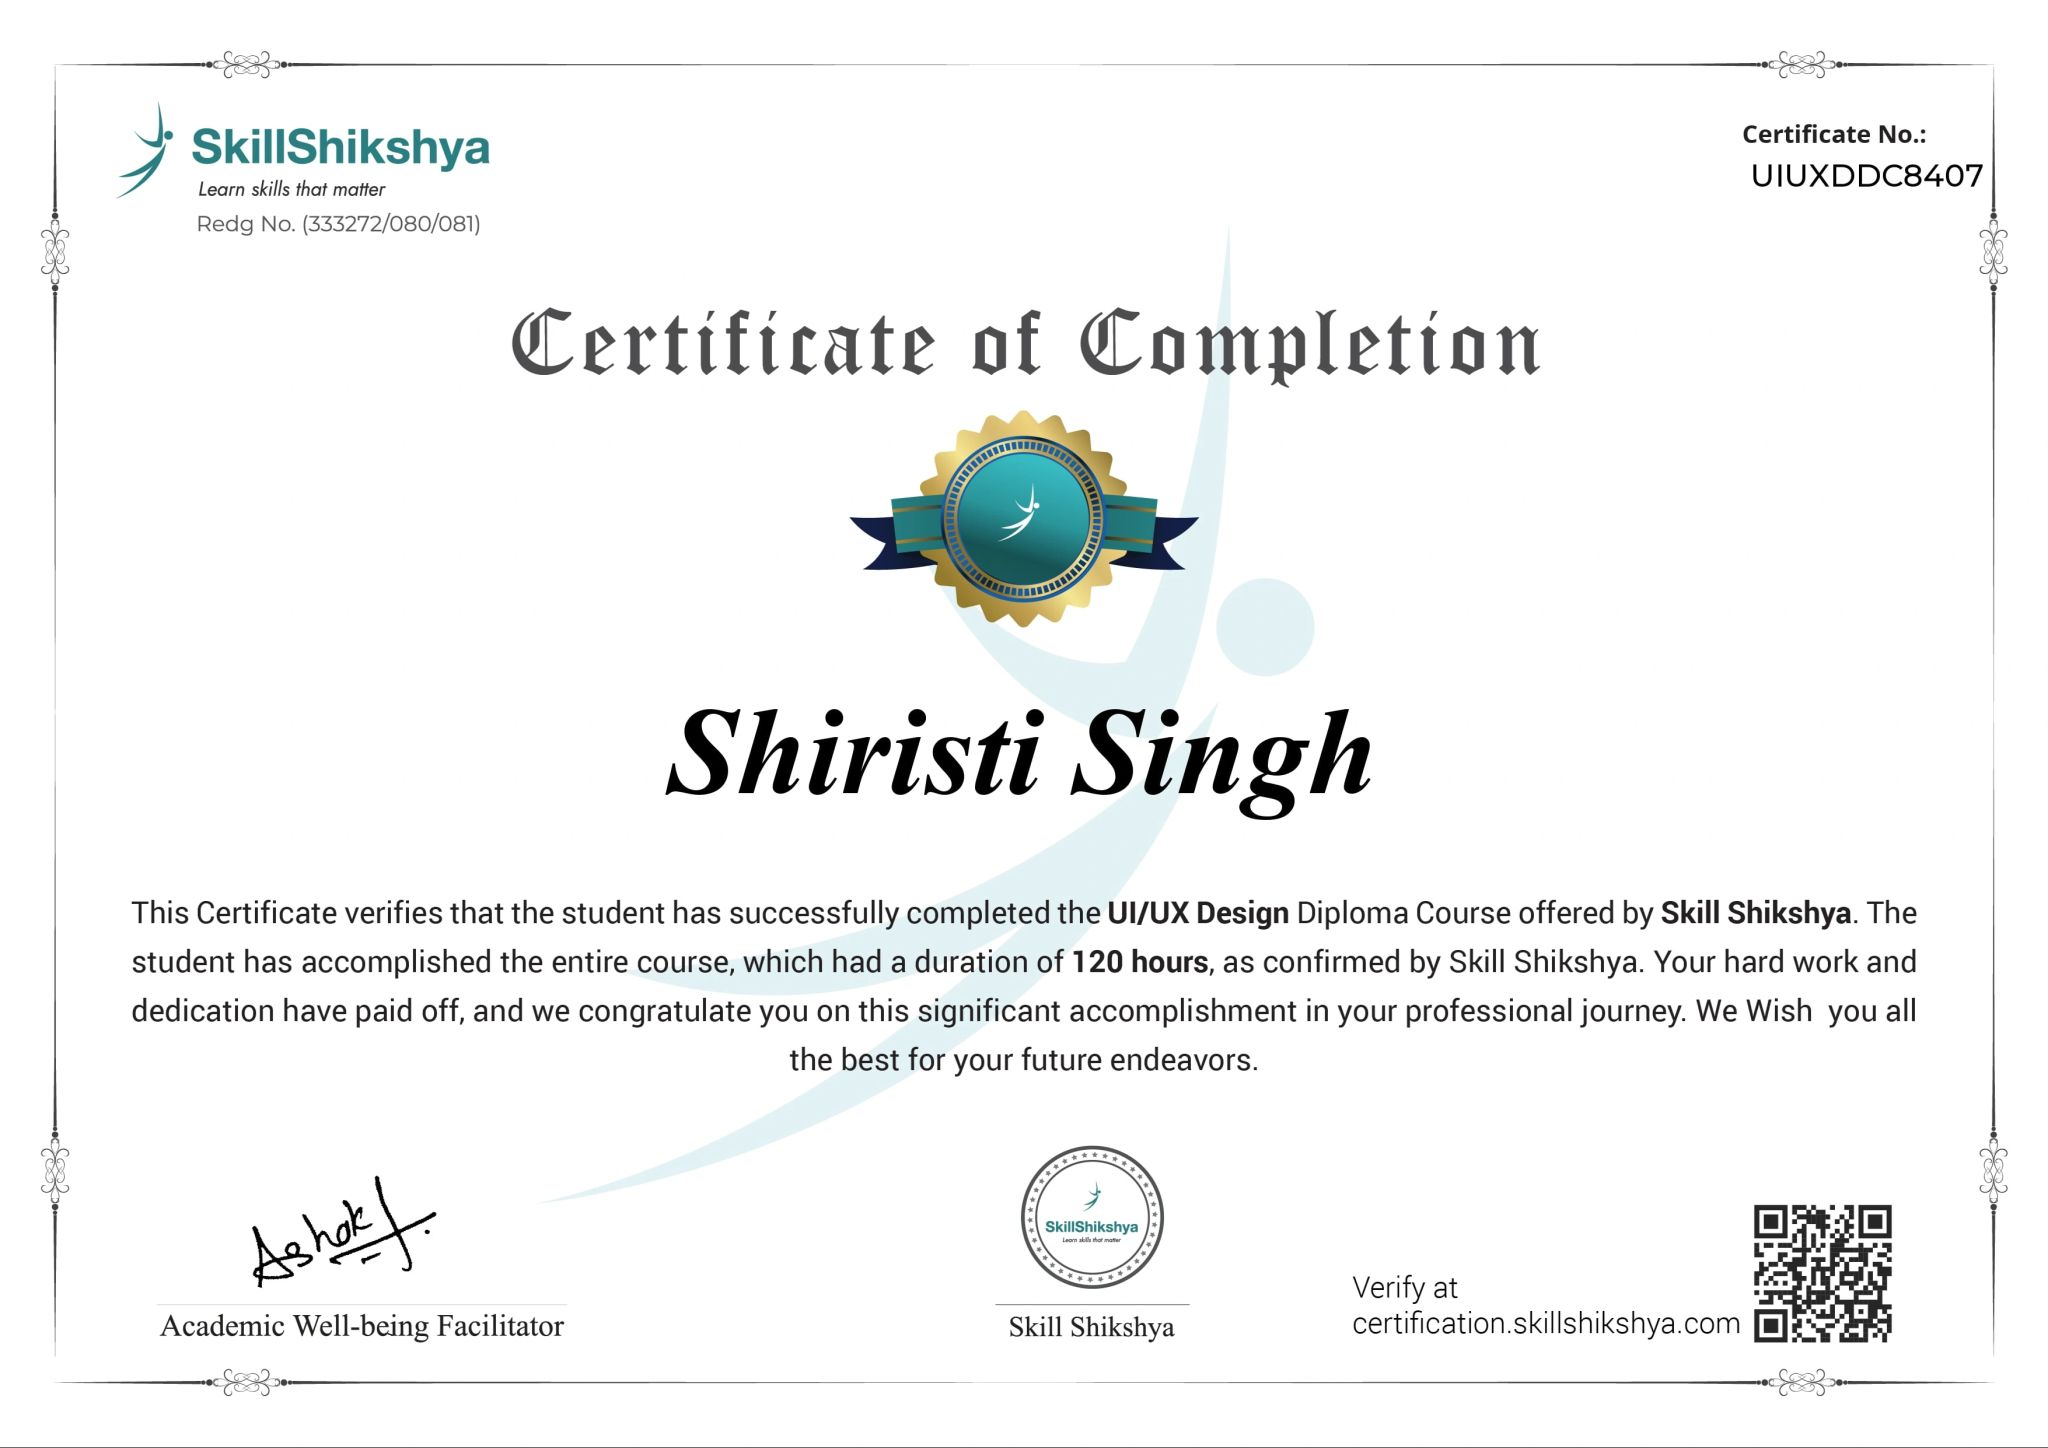 SkillShikshya
Learn skills that matter
Redg No. (333272/080/081)
Certificate No.:
UIUXDDC8407
Certificate of Completion
Shiristi Singh
This Certificate verifies that the student has successfully completed the UI/UX Design Diploma Course offered by Skill Shikshya. The
student has accomplished the entire course, which had a duration of 120 hours, as confirmed by Skill Shikshya. Your hard work and
dedication have paid off, and we congratulate you on this significant accomplishment in your professional journey. We Wish  you all
the best for your future endeavors.
Ashok
Academic Well-being Facilitator
SkillShikshya
Learn skills that matter
Skill Shikshya
Verify at
certification.skillshikshya.com